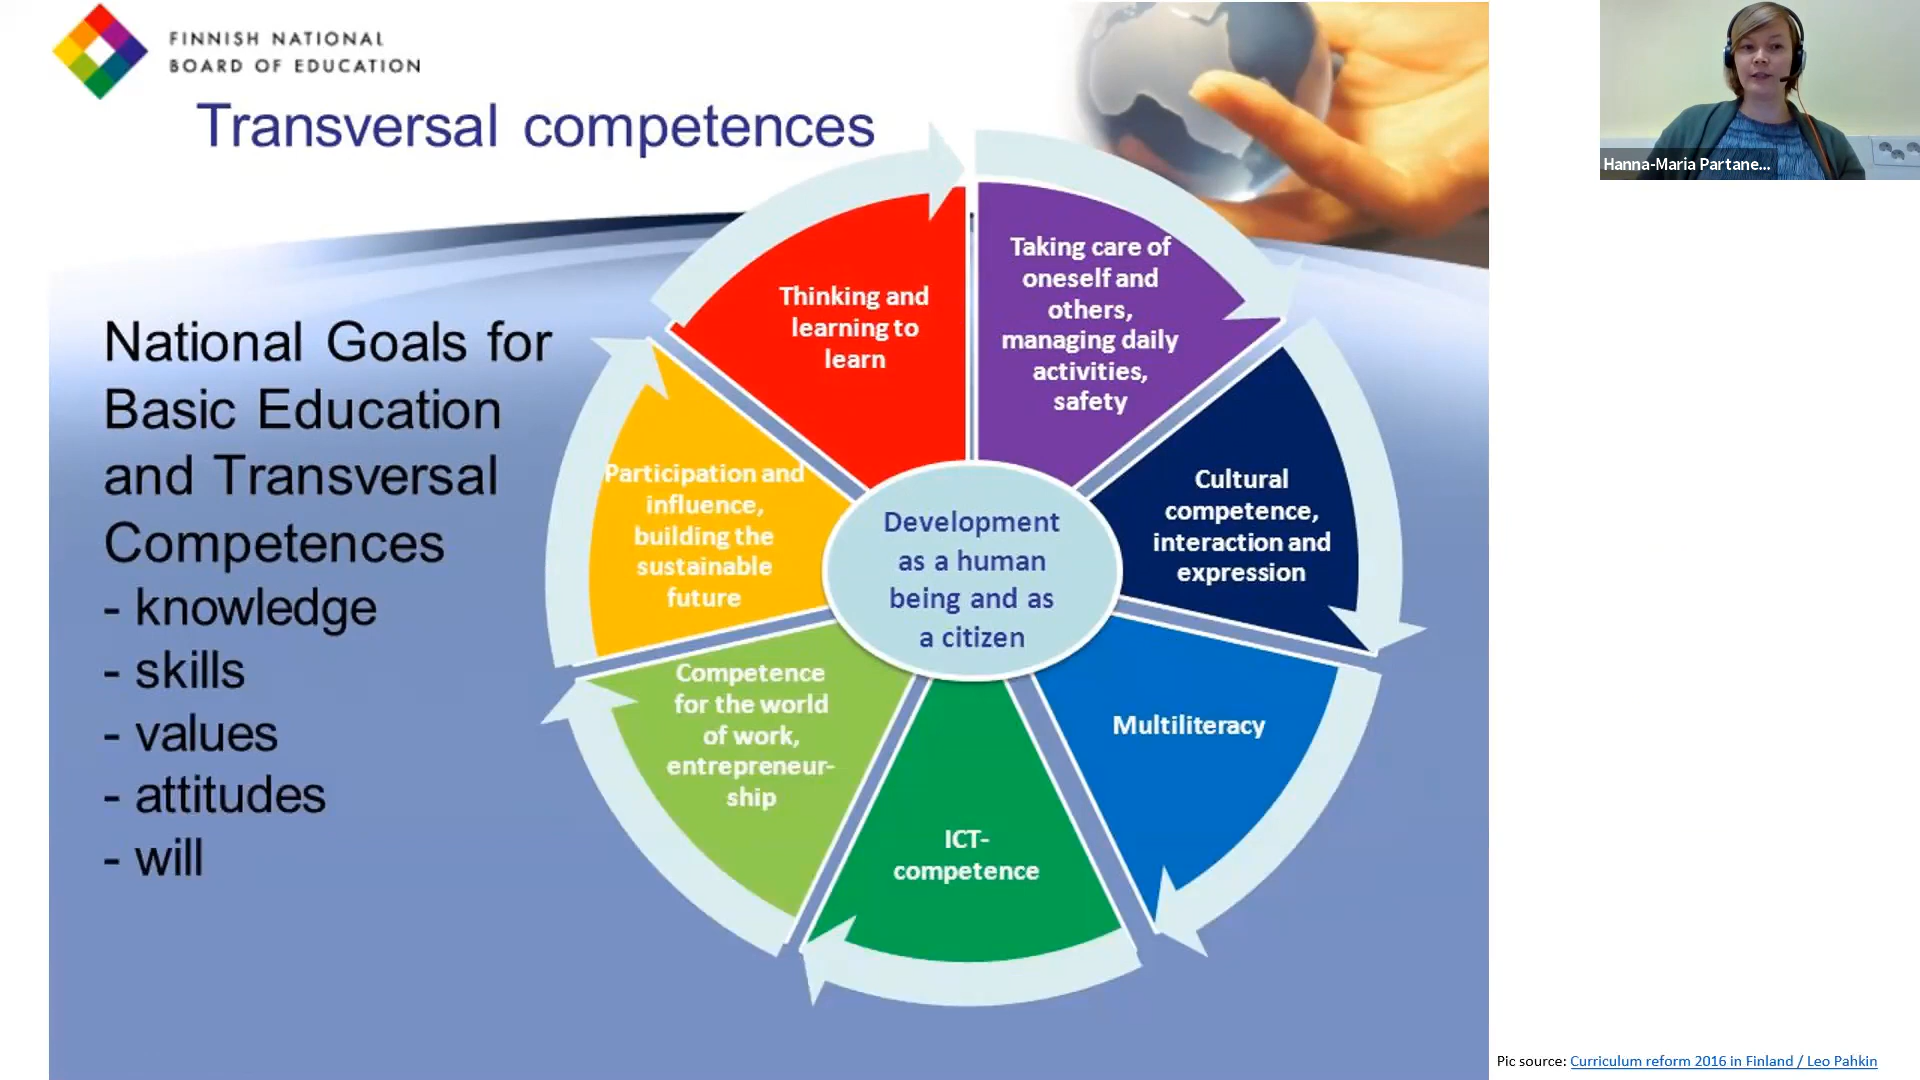 FINNISH NATIONAL
BOARD OF EDUCATION
Transversal competences
National Goals for
Basic Education
and Transversal
Competences
- knowledge
- skills
- values
- attitudes
- will
Thinking and
learning to
learn
Taking care of
oneself and
others,
managing daily
activities,
safety
Cultural
competence,
interaction and
expression
Multiliteracy
ICT-
competence
Competence
for the world
of work,
entrepreneur-
ship
Participation and
influence,
building the
sustainable
future
Development
as a human
being and as
a citizen
Hanna-Maria Partane...
Pic source: Curriculum reform 2016 in Finland / Leo Pahkin